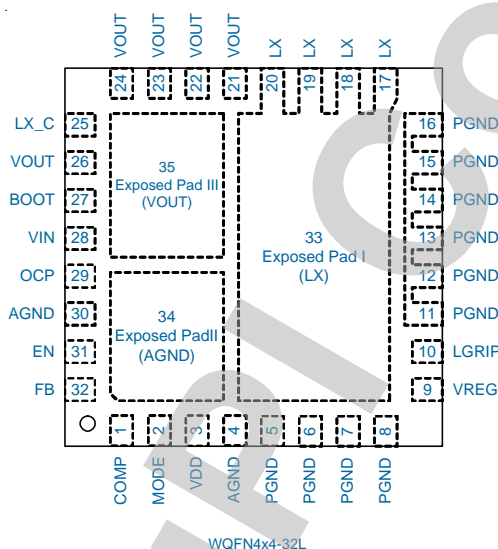 VOUT VOUT VOUT VOUT LX LX LX LX
24 23 22 21 20 19 18 17
LX_C 25
VOUT 26
BOOT 27
VIN 28
OCP 29
AGND 30
EN 31
FB 32
35
Exposed Pad III
(VOUT)
34
Exposed PadII
(AGND)
33
Exposed Pad I
(LX)
16 PGND
15 PGND
14 PGND
13 PGND
12 PGND
11 PGND
10 LGRIP
9 VREG
1 2 3 4 5 6 7 8
COMP MODE VDD AGND PGND PGND PGND PGND
WQFN4x4-32L